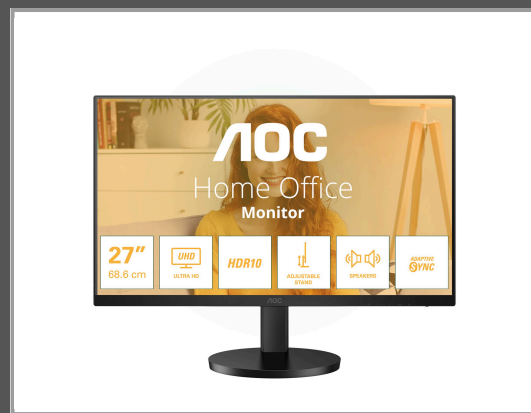 AOC
Home Office
Monitor
27"
68.6 cm
UHD
ULTRA HD
HDR10
ADJUSTABLE
STAND
SPEAKERS
ADAPTIVE
SYNC
AOC